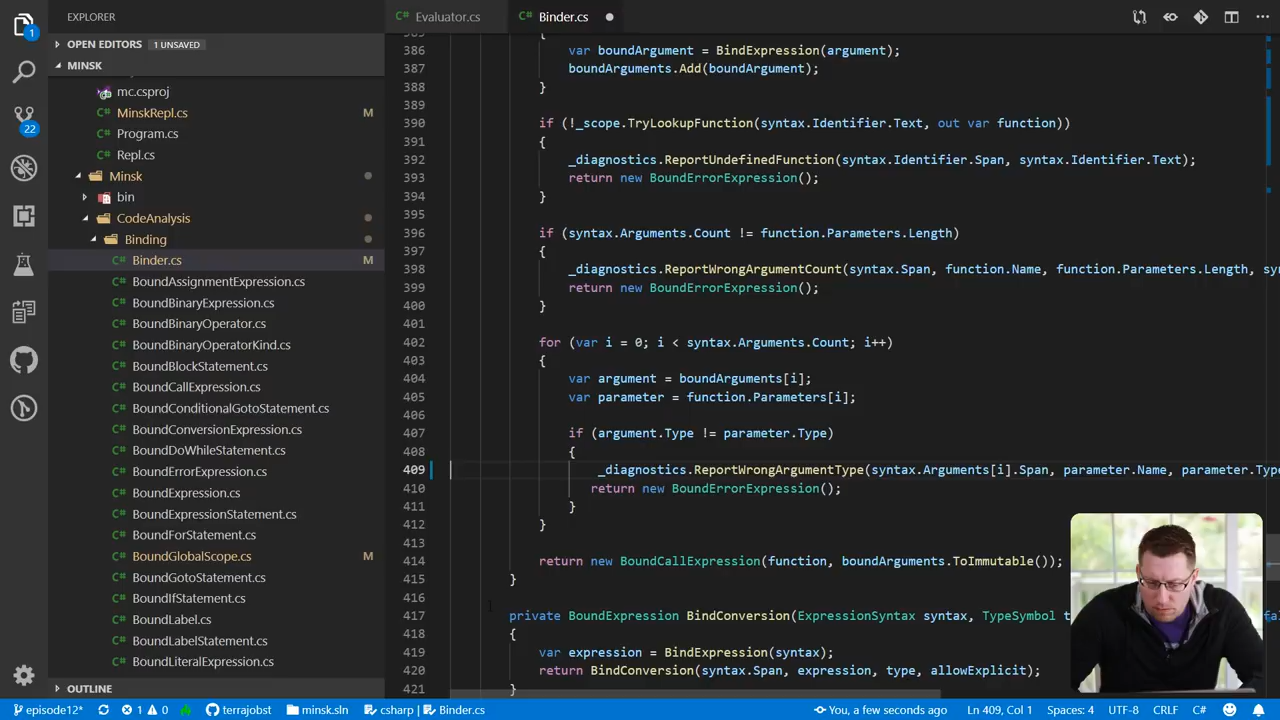 EXPLORER
OPEN EDITORS 1 UNSAVED
MINSK
mc.csproj
MinskRepl.cs M
Program.cs
Repl.cs
Minsk
bin
CodeAnalysis
Binding
Binder.cs M
BoundAssignmentExpression.cs
BoundBinaryExpression.cs
BoundBinaryOperator.cs
BoundBinaryOperatorKind.cs
BoundBlockStatement.cs
BoundCallExpression.cs
BoundConditionalGotoStatement.cs
BoundConversionExpression.cs
BoundDoWhileStatement.cs
BoundErrorExpression.cs
BoundExpression.cs
BoundExpressionStatement.cs
BoundForStatement.cs
BoundGlobalScope.cs M
BoundGotoStatement.cs
BoundIfStatement.cs
BoundLabel.cs
BoundLabelStatement.cs
BoundLiteralExpression.cs
OUTLINE
1
22
Evaluator.cs Binder.cs
385 {
386 var boundArgument = BindExpression(argument);
387 boundArguments.Add(boundArgument);
388 }
389
390 if (!_scope.TryLookupFunction(syntax.Identifier.Text, out var function))
391 {
392 _diagnostics.ReportUndefinedFunction(syntax.Identifier.Span, syntax.Identifier.Text);
393 return new BoundErrorExpression();
394 }
395
396 if (syntax.Arguments.Count != function.Parameters.Length)
397 {
398 _diagnostics.ReportWrongArgumentCount(syntax.Span, function.Name, function.Parameters.Length, sy
399 return new BoundErrorExpression();
400 }
401
402 for (var i = 0; i < syntax.Arguments.Count; i++)
403 {
404 var argument = boundArguments[i];
405 var parameter = function.Parameters[i];
406
407 if (argument.Type != parameter.Type)
408 {
409 _diagnostics.ReportWrongArgumentType(syntax.Arguments[i].Span, parameter.Name, parameter.Type
410 return new BoundErrorExpression();
411 }
412 }
413
414 return new BoundCallExpression(function, boundArguments.ToImmutable());
415 }
416
417 private BoundExpression BindConversion(ExpressionSyntax syntax, TypeSymbol t
418 {
419 var expression = BindExpression(syntax);
420 return BindConversion(syntax.Span, expression, type, allowExplicit);
421 }
episode12* 1 0 terrajobst minsk.sln csharp | Binder.cs You, a few seconds ago Ln 409, Col 1 Spaces: 4 UTF-8 CRLF C#